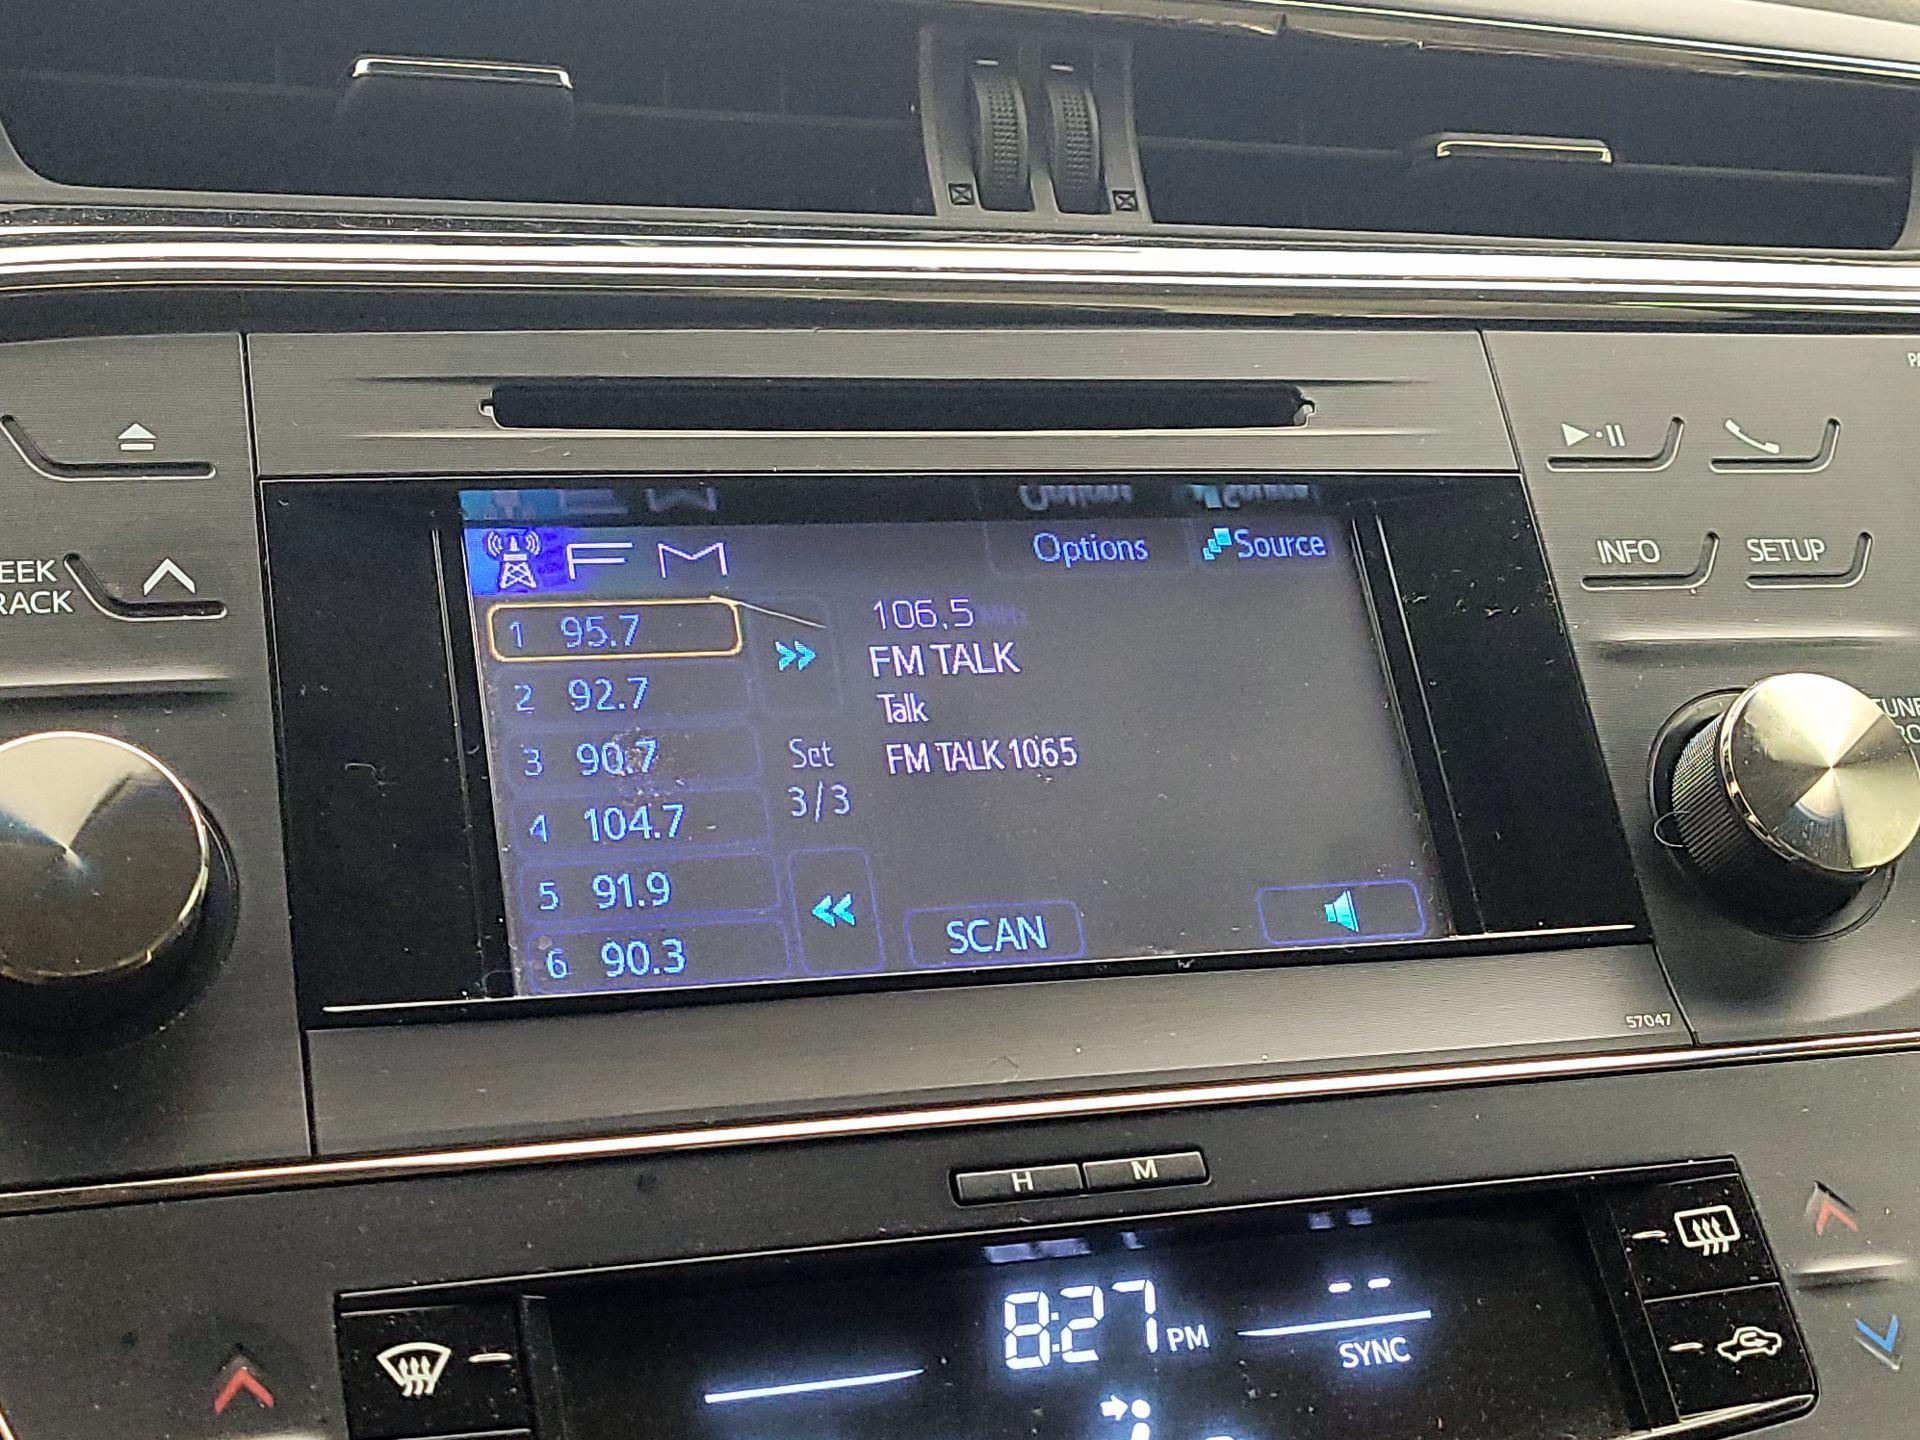 EEK
RACK
FM
Options
Source
1 95.7
2 92.7
3 90.7
4 104.7
5 91.9
6 90.3
Set
3/3
106.5 MHz
FM TALK
Talk
FM TALK 1065
SCAN
INFO
SETUP
57047
H
M
8:27 PM
--
SYNC